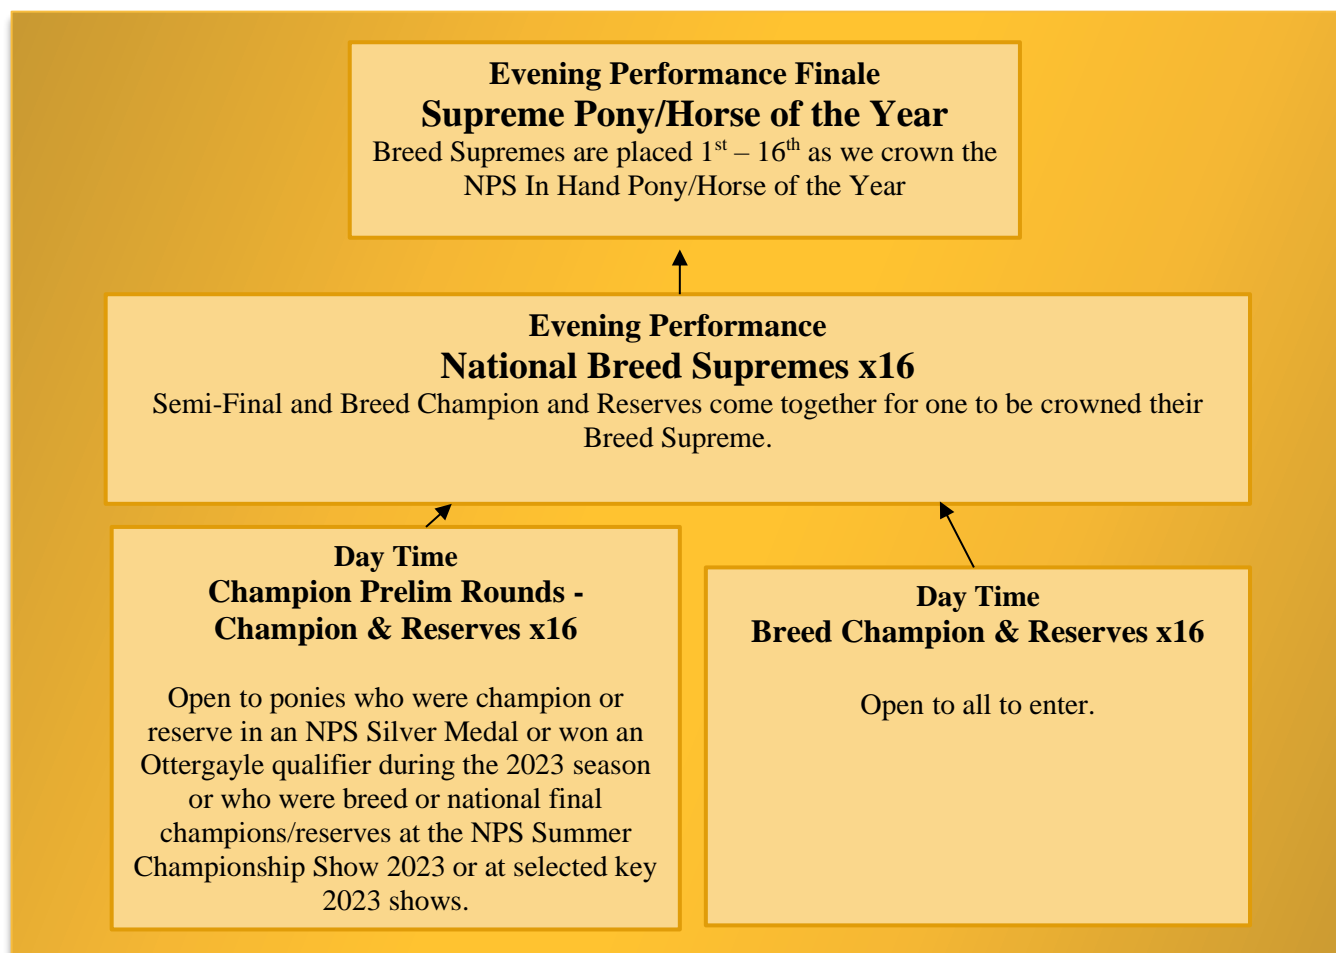 Evening Performance Finale
Supreme Pony/Horse of the Year
Breed Supremes are placed 1st – 16th as we crown the
NPS In Hand Pony/Horse of the Year
Evening Performance
National Breed Supremes x16
Semi-Final and Breed Champion and Reserves come together for one to be crowned their
Breed Supreme.
Day Time
Champion Prelim Rounds -
Champion & Reserves x16
Open to ponies who were champion or
reserve in an NPS Silver Medal or won an
Ottergayle qualifier during the 2023 season
or who were breed or national final
champions/reserves at the NPS Summer
Championship Show 2023 or at selected key
2023 shows.
Day Time
Breed Champion & Reserves x16
Open to all to enter.